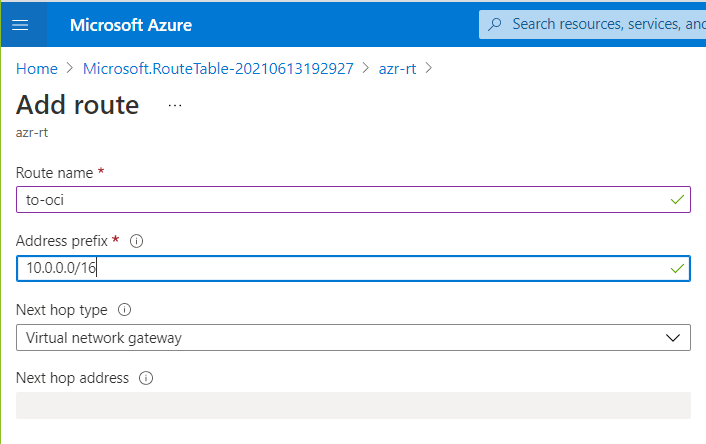 Microsoft Azure
Search resources, services, and
Home > Microsoft.RouteTable-20210613192927 > azr-rt >
Add route ...
azr-rt
Route name *
to-oci
Address prefix *
10.0.0.0/16
Next hop type
Virtual network gateway
Next hop address